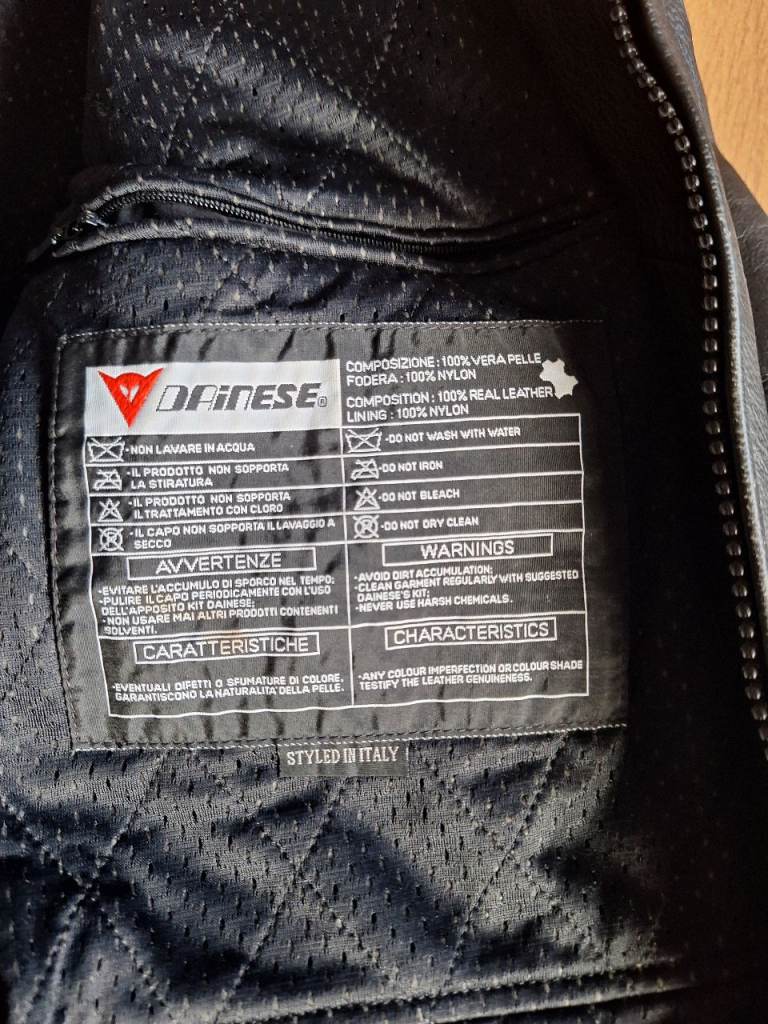 DAINESE®
COMPOSIZIONE: 100% VERA PELLE
FODERA : 100% NYLON
COMPOSITION: 100% REAL LEATHER
LINING : 100% NYLON
-NON LAVARE IN ACQUA
-IL PRODOTTO NON SOPPORTA
LA STIRATURA
-IL PRODOTTO NON SOPPORTA
IL TRATTAMENTO CON CLORO
-IL CAPO NON SOPPORTA IL LAVAGGIO A
SECCO
-DO NOT WASH WITH WATER
-DO NOT IRON
-DO NOT BLEACH
-DO NOT DRY CLEAN
AVVERTENZE
-EVITARE L'ACCUMULO DI SPORCO NEL TEMPO;
-PULIRE IL CAPO PERIODICAMENTE CON L'USO
DELL'APPOSITO KIT DAINESE;
-NON USARE MAI ALTRI PRODOTTI CONTENENTI
SOLVENTI.
WARNINGS
-AVOID DIRT ACCUMULATION;
-CLEAN GARMENT REGULARLY WITH SUGGESTED
DAINESE'S KIT;
-NEVER USE HARSH CHEMICALS.
CARATTERISTICHE
-EVENTUALI DIFETTI O SFUMATURE DI COLORE,
GARANTISCONO LA NATURALITA' DELLA PELLE.
CHARACTERISTICS
-ANY COLOUR IMPERFECTION OR COLOUR SHADE
TESTIFY THE LEATHER GENUINENESS.
STYLED IN ITALY